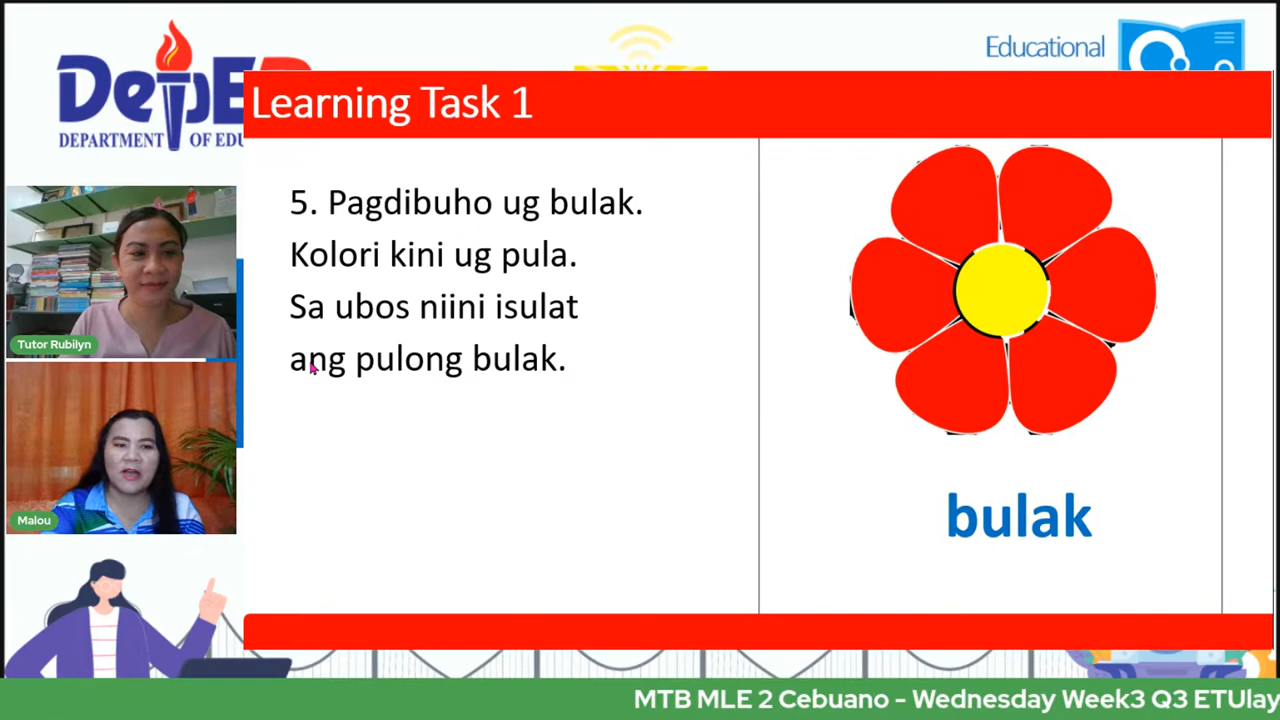 DepED
DEPARTMENT OF EDU
Educational
Learning Task 1
5. Pagdibuho ug bulak.
Kolori kini ug pula.
Sa ubos niini isulat
ang pulong bulak.
bulak
Tutor Rubilyn
Malou
MTB MLE 2 Cebuano - Wednesday Week3 Q3 ETUlay